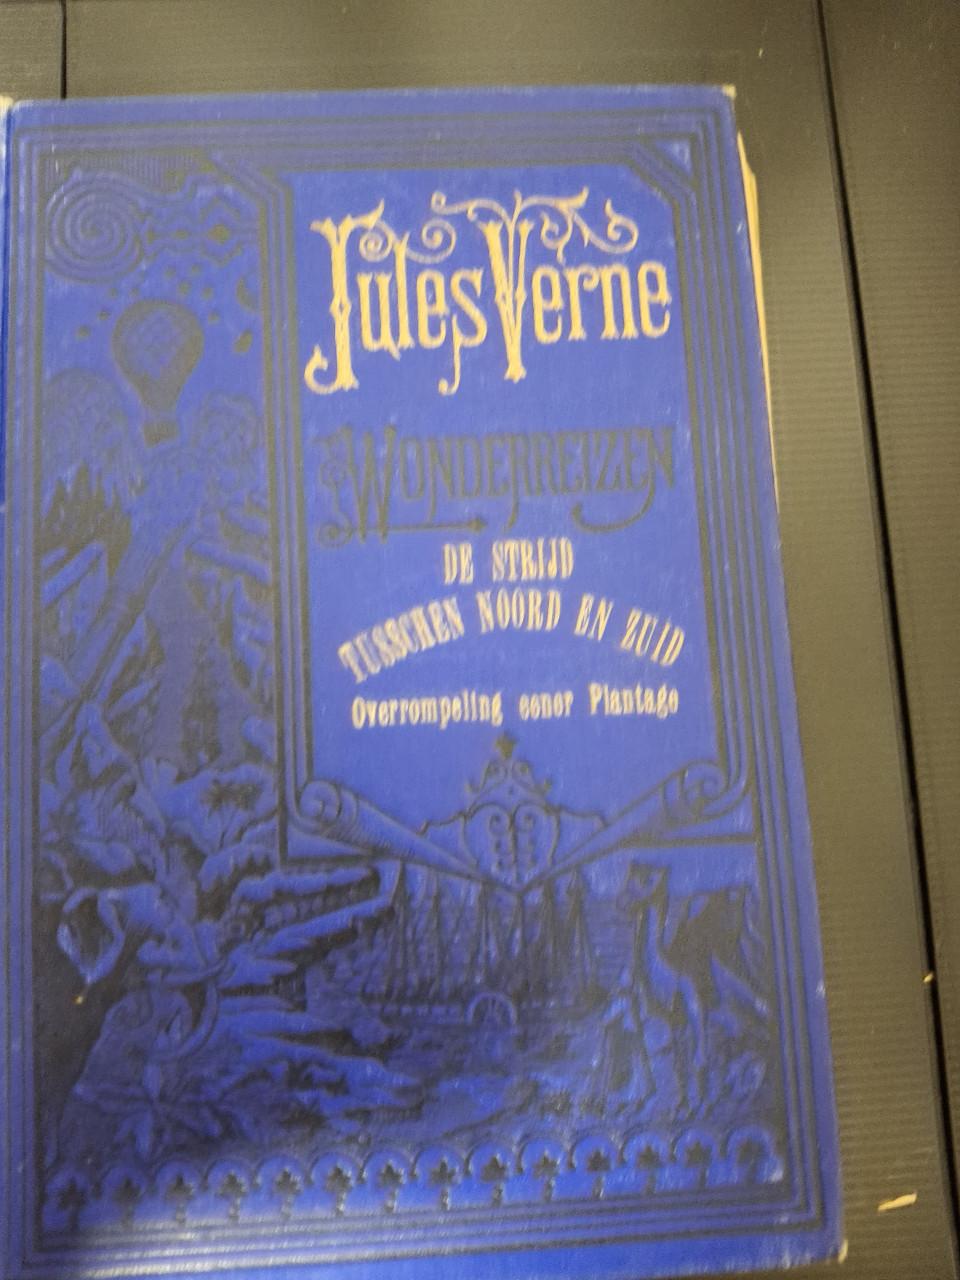 Jules Verne
WONDERREIZEN
DE STRIJD
TUSSCHEN NOORD EN ZUID
Overrompeling eener Plantage